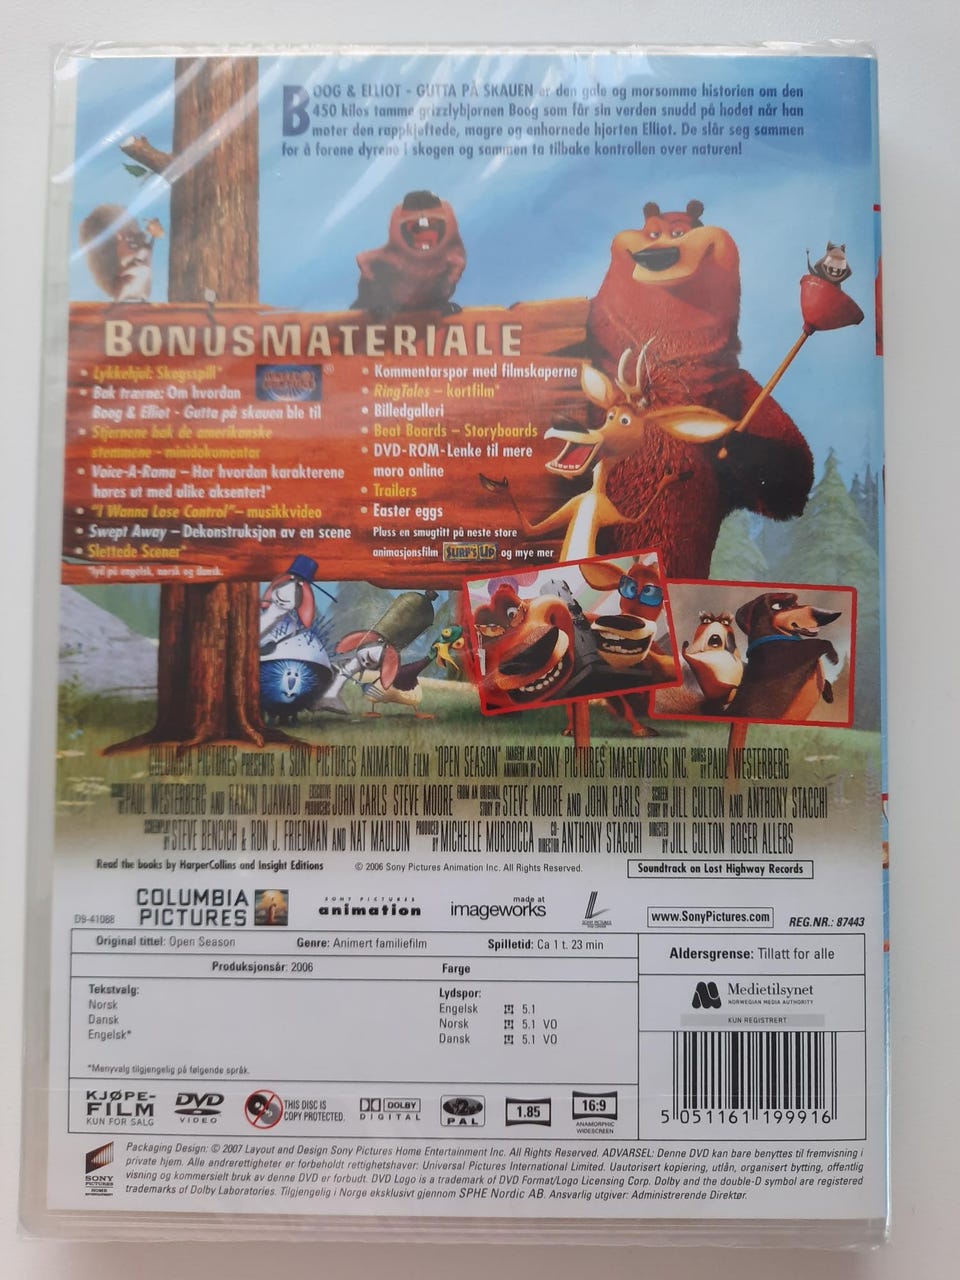 BOOG & ELLIOT - GUTTA PÅ SKAUEN er den gale og morsomme historien om den
450 kilos tamme grizzlybjørnen Boog som får sin verden snudd på hodet når han
møter den rappkjeftede, magre og enhornede hjorten Elliot. De slår seg sammen
for å forene dyrene i skogen og sammen ta tilbake kontrollen over naturen!
BONUSMATERIALE
• Lykkehjul: Skogsspill*
• Bak trærne: Om hvordan
Boog & Elliot - Gutta på skauen ble til
• Stjernene bak de amerikanske
stemmene - minidokumentar
• Voice-A-Rama – Hør hvordan karakterene
høres ut med ulike aksenter!*
• "I Wanna Lose Control"– musikkvideo
• Swept Away – Dekonstruksjon av en scene
• Slettede Scener*
*Spill på engelsk, norsk og dansk.
• Kommentarspor med filmskaperne
• RingTales – kortfilm*
• Billedgalleri
• Beat Boards – Storyboards
• DVD-ROM-Lenke til mere
moro online
• Trailers
• Easter eggs
Pluss en smugtitt på neste store
animasjonsfilm SURF'S UP og mye mer
COLUMBIA PICTURES PRESENTS A SONY PICTURES ANIMATION FILM "OPEN SEASON" IMAGERY AND ANIMATION BY SONY PICTURES IMAGEWORKS INC. SONGS BY PAUL WESTERBERG
SCORE BY PAUL WESTERBERG AND RAMIN DJAWADI EXECUTIVE PRODUCERS JOHN CARLS STEVE MOORE FROM AN ORIGINAL STORY BY STEVE MOORE AND JOHN CARLS SCREEN STORY BY JILL CULTON AND ANTHONY STACCHI
SCREENPLAY BY STEVE BENCICH & RON J. FRIEDMAN AND NAT MAULDIN PRODUCED BY MICHELLE MURDOCCA CO-DIRECTOR ANTHONY STACCHI DIRECTED BY JILL CULTON ROGER ALLERS
Read the books by HarperCollins and Insight Editions
© 2006 Sony Pictures Animation Inc. All Rights Reserved.
Soundtrack on Lost Highway Records
D9-41088
COLUMBIA
PICTURES
SONY PICTURES
animation
made at
imageworks
www.SonyPictures.com
REG.NR.: 87443
Original tittel: Open Season
Genre: Animert familiefilm
Spilletid: Ca 1 t. 23 min
Produksjonsår: 2006
Farge
Aldersgrense: Tillatt for alle
Medietilsynet
NORWEGIAN MEDIA AUTHORITY
KUN REGISTRERT
Tekstvalg:
Norsk
Dansk
Engelsk*
*Menyvalg tilgjengelig på følgende språk.
Lydspor:
Engelsk 5.1
Norsk 5.1 VO
Dansk 5.1 VO
KJØPE-
FILM
KUN FOR SALG
DVD
VIDEO
THIS DISC IS
COPY PROTECTED.
DOLBY
DIGITAL
2
PAL
1.85
16:9
ANAMORPHIC
WIDESCREEN
5 051161 199916
SONY
PICTURES
HOME
ENTERTAINMENT
Packaging Design: © 2007 Layout and Design Sony Pictures Home Entertainment Inc. All Rights Reserved. ADVARSEL: Denne DVD kan bare benyttes til fremvisning i
private hjem. Alle andrerettigheter er forbeholdt rettighetshaver: Universal Pictures International Limited. Uautorisert kopiering, utlån, organisert bytting, offentlig
visning og kommersielt bruk av denne DVD er forbudt. DVD Logo is a trademark of DVD Format/Logo Licensing Corp. Dolby and the double-D symbol are registered
trademarks of Dolby Laboratories. Tilgjengelig i Norge eksklusivt gjennom SPHE Nordic AB. Ansvarlig utgiver: Administrerende Direktør.